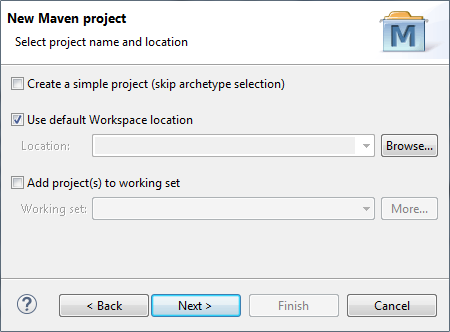 New Maven project
Select project name and location
M
Create a simple project (skip archetype selection)
Use default Workspace location
Location:
Browse...
Add project(s) to working set
Working set:
More...
?
< Back
Next >
Finish
Cancel